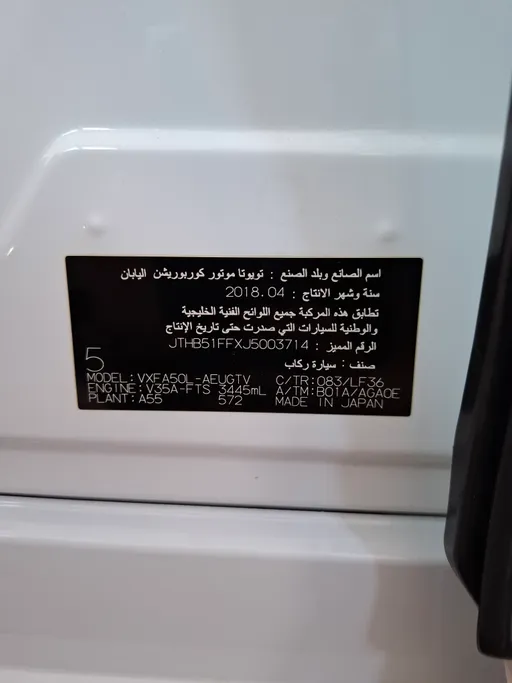 اسم الصانع وبلد الصنع : تويوتا موتور كوربوريشن اليابان
سنة وشهر الانتاج : 2018.04
تطابق هذه المركبة جميع اللوائح الفنية الخليجية
والوطنية للسيارات التي صدرت حتى تاريخ الإنتاج
الرقم المميز : JTHB51FFXJ5003714
صنف : سيارة ركاب
5
MODEL:VXFA50L-AEUGTV C/TR:083/LF36
ENGINE:V35A-FTS 3445mL A/TM:B01A/AGA0E
PLANT:A55 572 MADE IN JAPAN